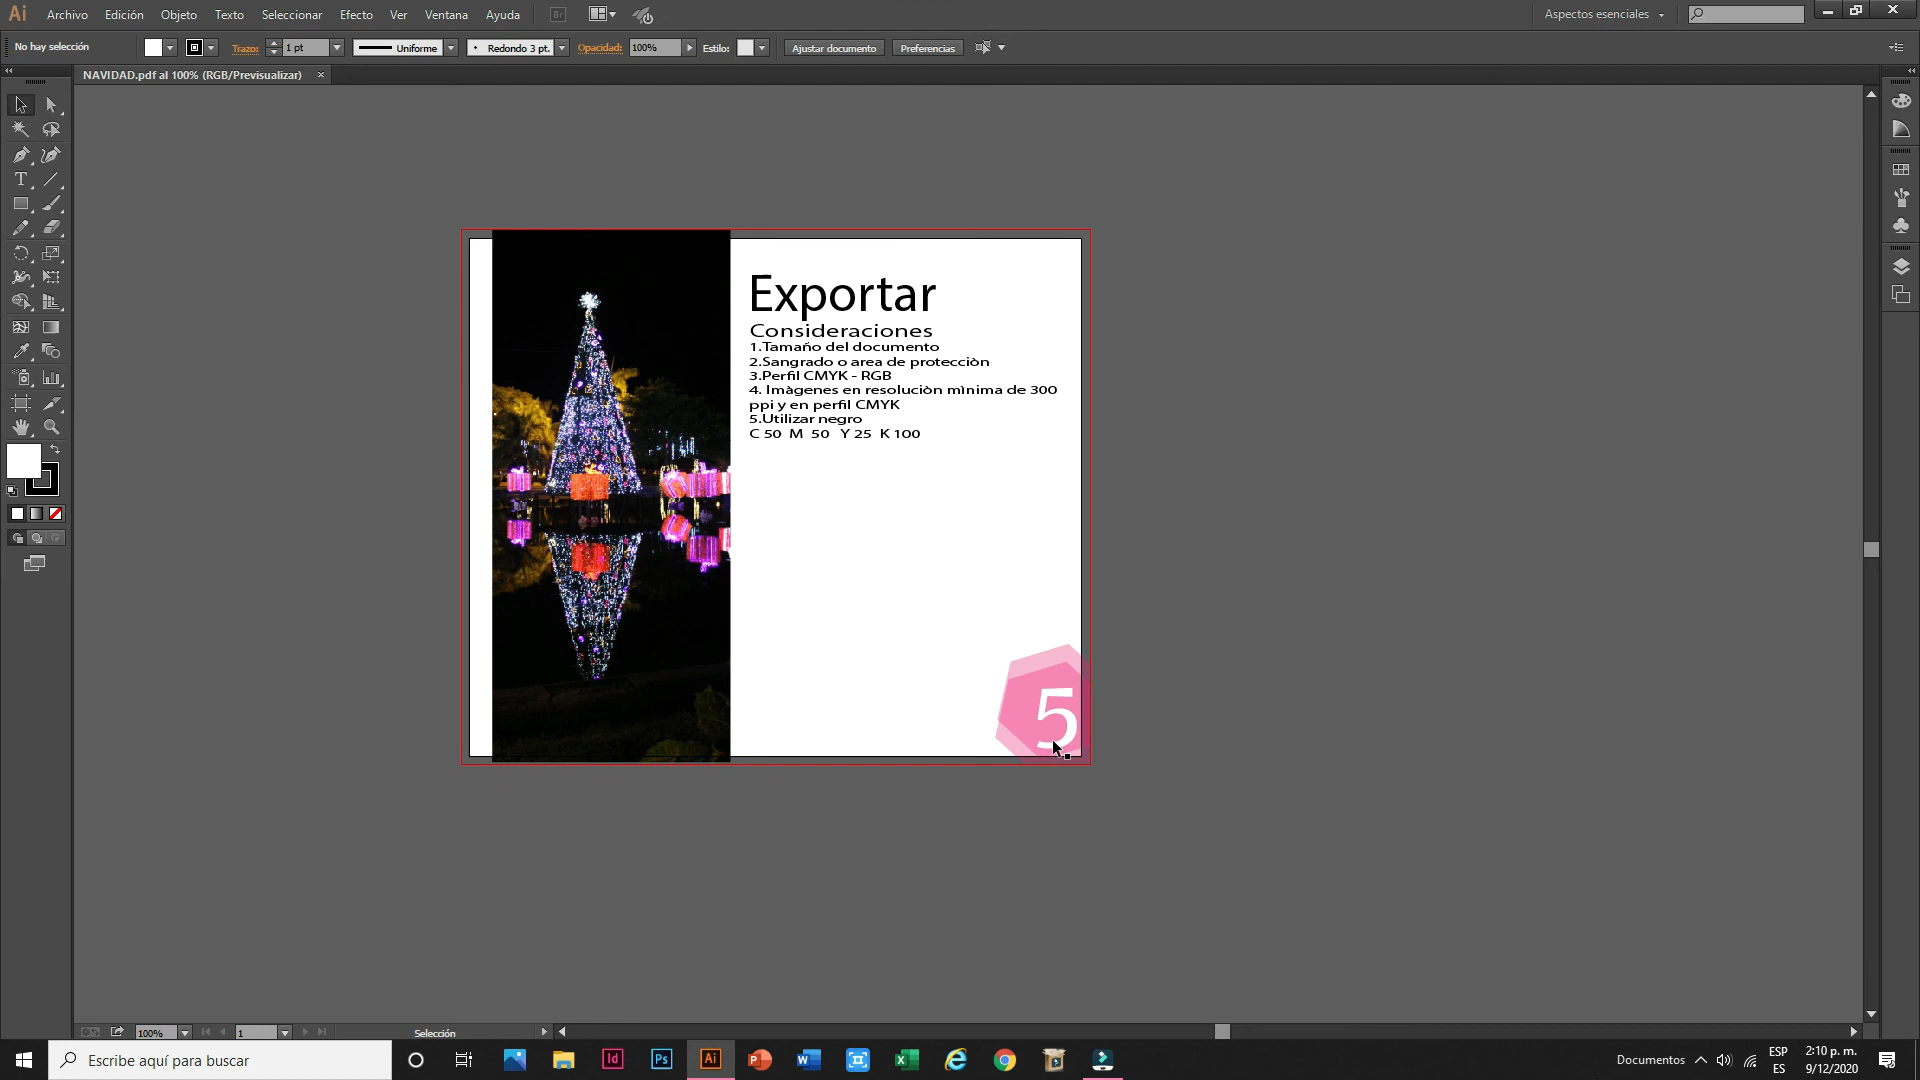 Ai Archivo Edición Objeto Texto Seleccionar Efecto Ver Ventana Ayuda Br Aspectos esenciales
No hay selección Trazo: 1 pt Uniforme Redondo 3 pt. Opacidad: 100% Estilo: Ajustar documento Preferencias
NAVIDAD.pdf al 100% (RGB/Previsualizar) ×
Exportar
Consideraciones
1.Tamaño del documento
2.Sangrado o area de protecciòn
3.Perfil CMYK - RGB
4. Imàgenes en resoluciòn mìnima de 300
ppi y en perfil CMYK
5.Utilizar negro
C 50 M 50 Y 25 K 100
5
100% 1 Selección
Escribe aquí para buscar Id Ps Ai Documentos ESP 2:10 p. m.
ES 9/12/2020